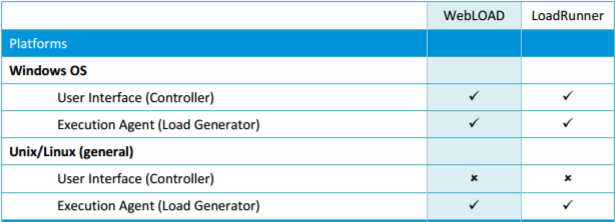 WebLOAD LoadRunner
Platforms
Windows OS
User Interface (Controller) ✓ ✓
Execution Agent (Load Generator) ✓ ✓
Unix/Linux (general)
User Interface (Controller) × ×
Execution Agent (Load Generator) ✓ ✓